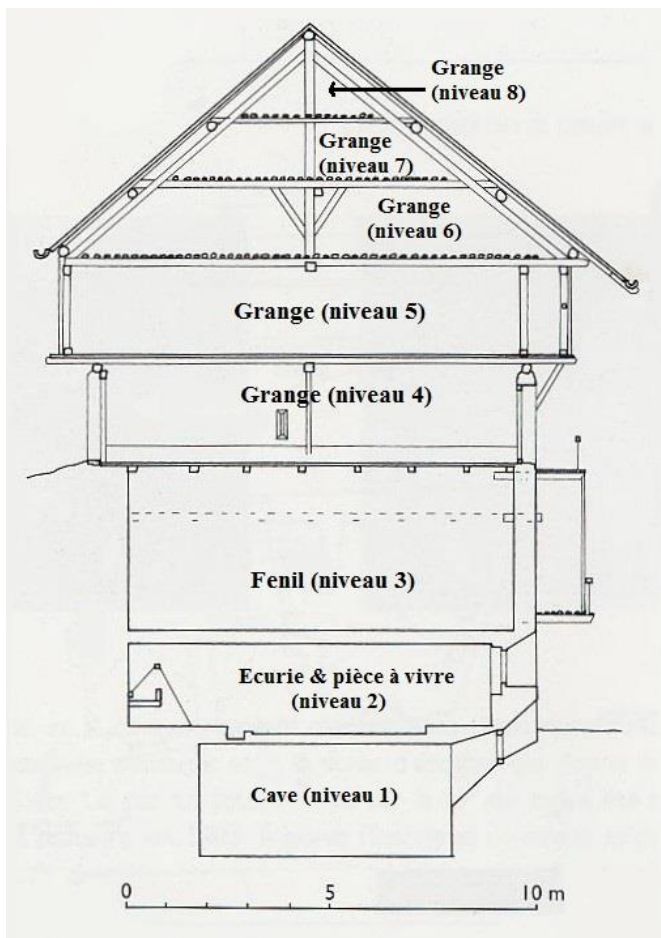 Grange
(niveau 8)
Grange
(niveau 7)
Grange
(niveau 6)
Grange (niveau 5)
Grange (niveau 4)
Fenil (niveau 3)
Ecurie & pièce à vivre
(niveau 2)
Cave (niveau 1)
0 5 10 m